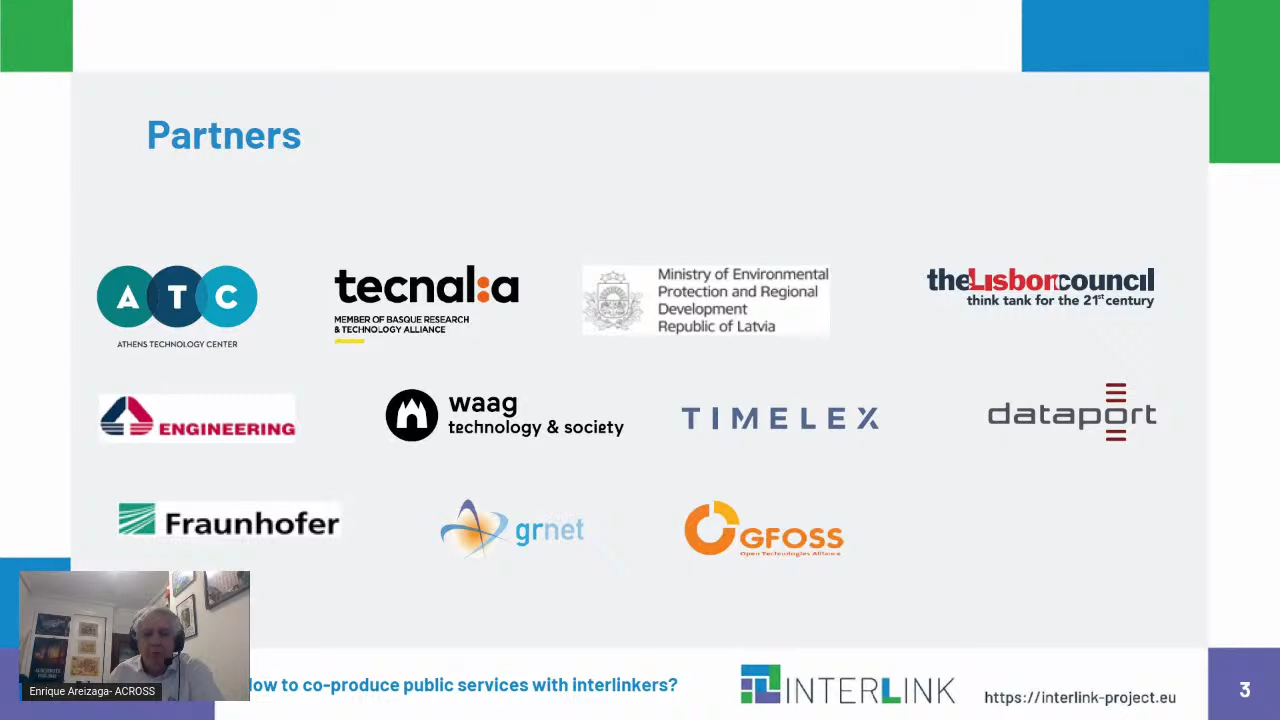 Partners
ATC
ATHENS TECHNOLOGY CENTER
tecnal:a
MEMBER OF BASQUE RESEARCH
& TECHNOLOGY ALLIANCE
Ministry of Environmental
Protection and Regional
Development
Republic of Latvia
theLisboncouncil
think tank for the 21st century
ENGINEERING
waag
technology & society
TIMELEX
dataport
Fraunhofer
grnet
GFOSS
Open Technologies Alliance
Enrique Areizaga- ACROSS
to co-produce public services with interlinkers?
INTERLINK
https://interlink-project.eu
3